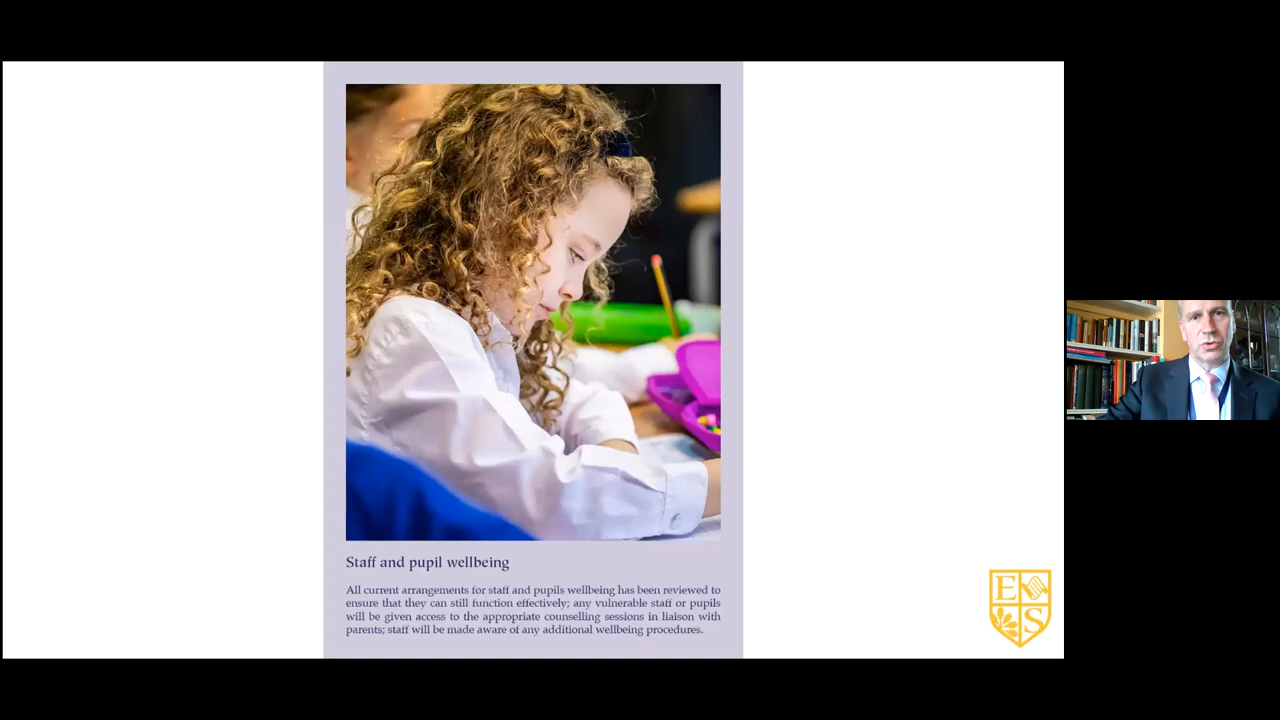 Staff and pupil wellbeing
All current arrangements for staff and pupils wellbeing has been reviewed to
ensure that they can still function effectively; any vulnerable staff or pupils
will be given access to the appropriate counselling sessions in liaison with
parents; staff will be made aware of any additional wellbeing procedures.
E
S